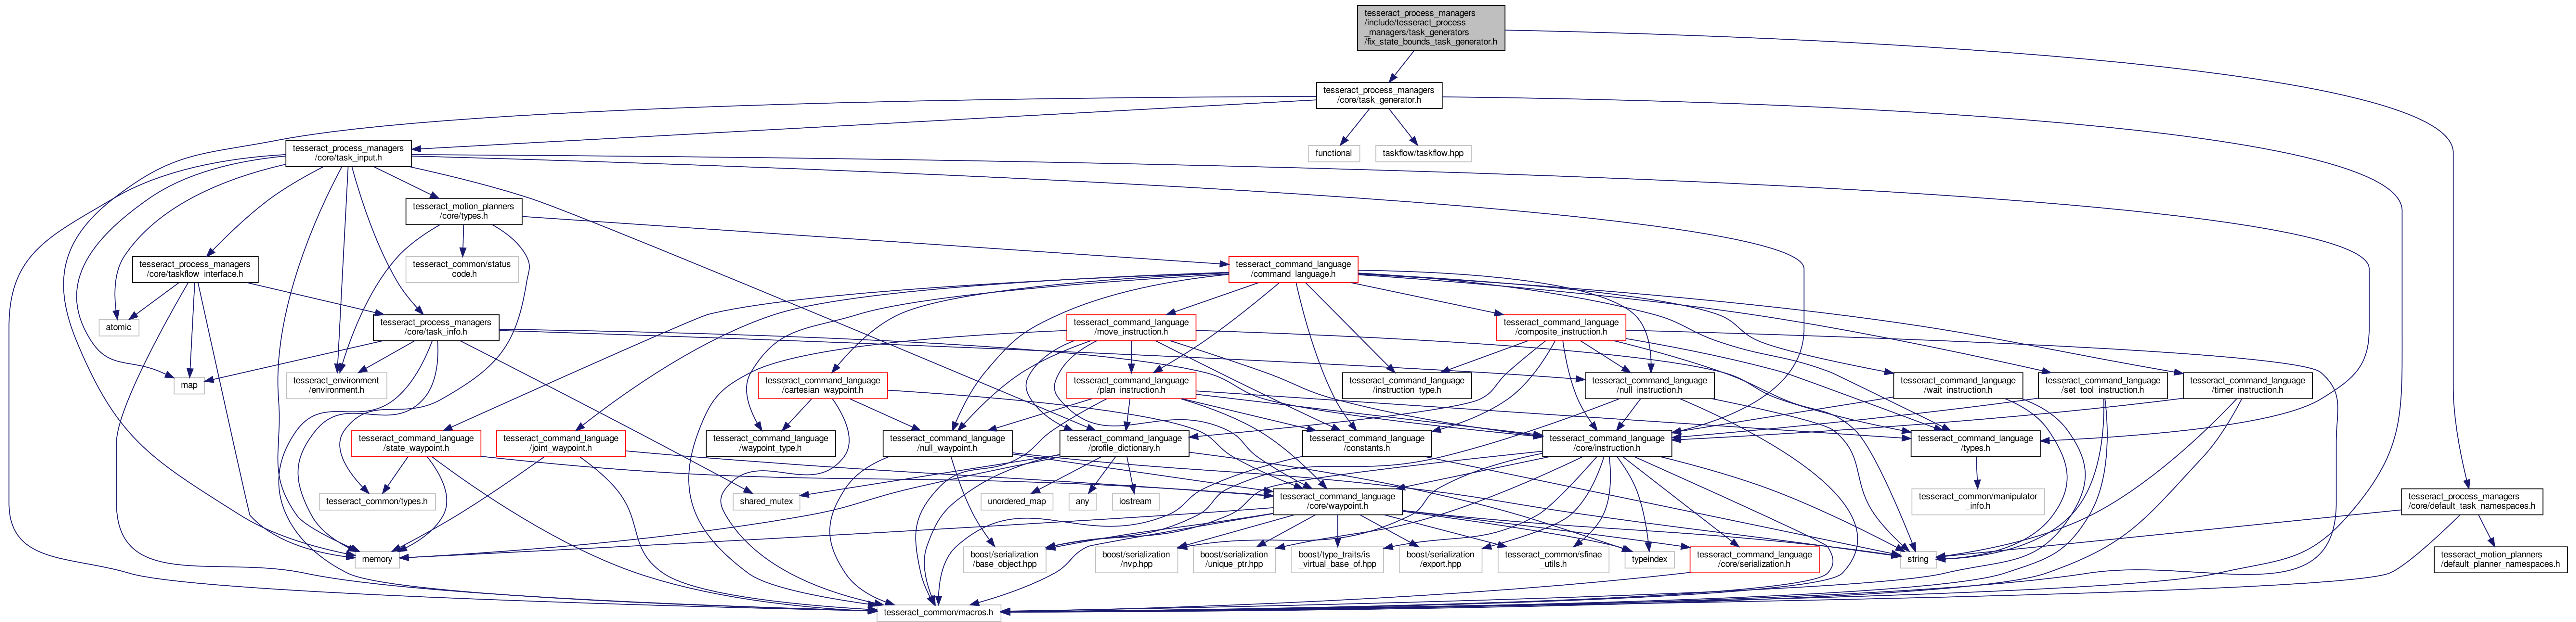 tesseract_process_managers
/include/tesseract_process
_managers/task_generators
/fix_state_bounds_task_generator.h
tesseract_process_managers
/core/task_generator.h
tesseract_process_managers
/core/task_input.h
functional
taskflow/taskflow.hpp
tesseract_motion_planners
/core/types.h
tesseract_process_managers
/core/taskflow_interface.h
tesseract_common/status
_code.h
tesseract_command_language
/command_language.h
atomic
tesseract_process_managers
/core/task_info.h
tesseract_command_language
/move_instruction.h
tesseract_command_language
/composite_instruction.h
map
tesseract_environment
/environment.h
tesseract_command_language
/cartesian_waypoint.h
tesseract_command_language
/plan_instruction.h
tesseract_command_language
/instruction_type.h
tesseract_command_language
/null_instruction.h
tesseract_command_language
/wait_instruction.h
tesseract_command_language
/set_tool_instruction.h
tesseract_command_language
/timer_instruction.h
tesseract_command_language
/state_waypoint.h
tesseract_command_language
/joint_waypoint.h
tesseract_command_language
/waypoint_type.h
tesseract_command_language
/null_waypoint.h
tesseract_command_language
/profile_dictionary.h
tesseract_command_language
/constants.h
tesseract_command_language
/core/instruction.h
tesseract_command_language
/types.h
tesseract_common/types.h
shared_mutex
unordered_map
any
iostream
tesseract_command_language
/core/waypoint.h
tesseract_common/manipulator
_info.h
tesseract_process_managers
/core/default_task_namespaces.h
memory
boost/serialization
/base_object.hpp
boost/serialization
/nvp.hpp
boost/serialization
/unique_ptr.hpp
boost/type_traits/is
_virtual_base_of.hpp
boost/serialization
/export.hpp
tesseract_common/sfinae
_utils.h
typeindex
tesseract_command_language
/core/serialization.h
string
tesseract_motion_planners
/default_planner_namespaces.h
tesseract_common/macros.h